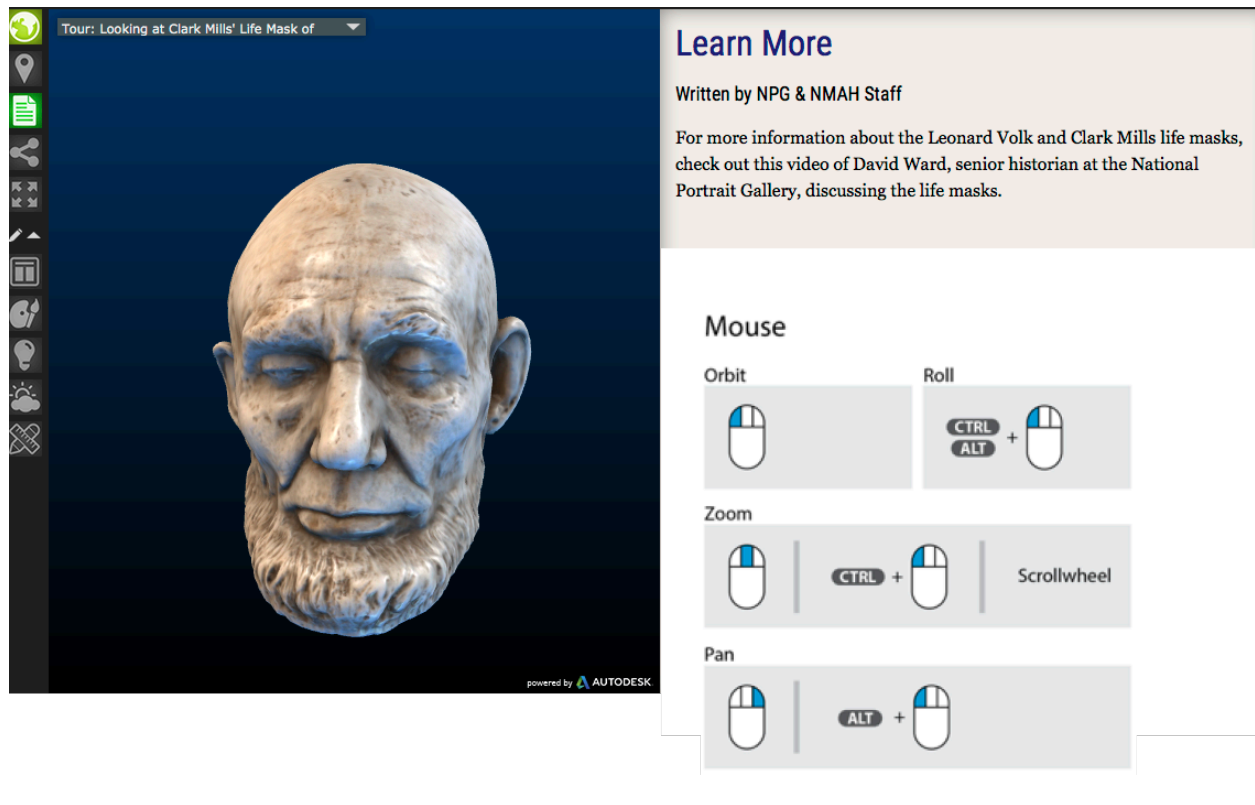 Tour: Looking at Clark Mills' Life Mask of
powered by AUTODESK
Learn More
Written by NPG & NMAH Staff
For more information about the Leonard Volk and Clark Mills life masks,
check out this video of David Ward, senior historian at the National
Portrait Gallery, discussing the life masks.
Mouse
Orbit
Roll
CTRL
ALT
+
Zoom
CTRL +
Scrollwheel
Pan
ALT +